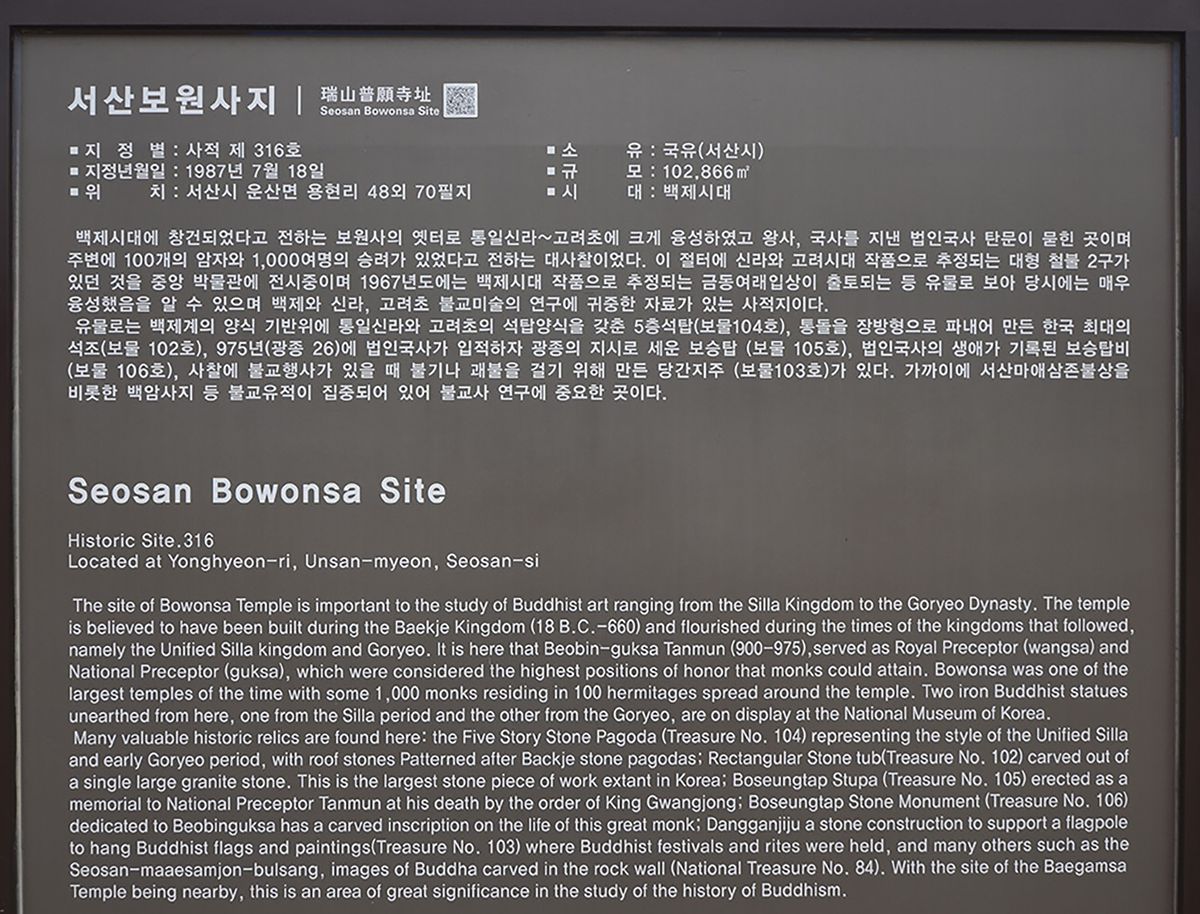 서산보원사지 | 瑞山普願寺址
Seosan Bowonsa Site
■ 지 정 별 : 사적 제 316호 ■ 소 유 : 국유(서산시)
■ 지정년월일 : 1987년 7월 18일 ■ 규 모 : 102,866㎡
■ 위 치 : 서산시 운산면 용현리 48외 70필지 ■ 시 대 : 백제시대
백제시대에 창건되었다고 전하는 보원사의 옛터로 통일신라~고려초에 크게 융성하였고 왕사, 국사를 지낸 법인국사 탄문이 묻힌 곳이며
주변에 100개의 암자와 1,000여명의 승려가 있었다고 전하는 대사찰이었다. 이 절터에 신라와 고려시대 작품으로 추정되는 대형 철불 2구가
있던 것을 중앙 박물관에 전시중이며 1967년도에는 백제시대 작품으로 추정되는 금동여래입상이 출토되는 등 유물로 보아 당시에는 매우
융성했음을 알 수 있으며 백제와 신라, 고려초 불교미술의 연구에 귀중한 자료가 있는 사적지이다.
유물로는 백제계의 양식 기반위에 통일신라와 고려초의 석탑양식을 갖춘 5층석탑(보물104호), 통돌을 장방형으로 파내어 만든 한국 최대의
석조(보물 102호), 975년(광종 26)에 법인국사가 입적하자 광종의 지시로 세운 보승탑 (보물 105호), 법인국사의 생애가 기록된 보승탑비
(보물 106호), 사찰에 불교행사가 있을 때 불기나 괘불을 걸기 위해 만든 당간지주 (보물103호)가 있다. 가까이에 서산마애삼존불상을
비롯한 백암사지 등 불교유적이 집중되어 있어 불교사 연구에 중요한 곳이다.
Seosan Bowonsa Site
Historic Site.316
Located at Yonghyeon-ri, Unsan-myeon, Seosan-si
The site of Bowonsa Temple is important to the study of Buddhist art ranging from the Silla Kingdom to the Goryeo Dynasty. The temple
is believed to have been built during the Baekje Kingdom (18 B.C.-660) and flourished during the times of the kingdoms that followed,
namely the Unified Silla kingdom and Goryeo. It is here that Beobin-guksa Tanmun (900-975),served as Royal Preceptor (wangsa) and
National Preceptor (guksa), which were considered the highest positions of honor that monks could attain. Bowonsa was one of the
largest temples of the time with some 1,000 monks residing in 100 hermitages spread around the temple. Two iron Buddhist statues
unearthed from here, one from the Silla period and the other from the Goryeo, are on display at the National Museum of Korea.
Many valuable historic relics are found here: the Five Story Stone Pagoda (Treasure No. 104) representing the style of the Unified Silla
and early Goryeo period, with roof stones Patterned after Backje stone pagodas; Rectangular Stone tub(Treasure No. 102) carved out of
a single large granite stone. This is the largest stone piece of work extant in Korea; Boseungtap Stupa (Treasure No. 105) erected as a
memorial to National Preceptor Tanmun at his death by the order of King Gwangjong; Boseungtap Stone Monument (Treasure No. 106)
dedicated to Beobinguksa has a carved inscription on the life of this great monk; Dangganjiju a stone construction to support a flagpole
to hang Buddhist flags and paintings(Treasure No. 103) where Buddhist festivals and rites were held, and many others such as the
Seosan-maaesamjon-bulsang, images of Buddha carved in the rock wall (National Treasure No. 84). With the site of the Baegamsa
Temple being nearby, this is an area of great significance in the study of the history of Buddhism.